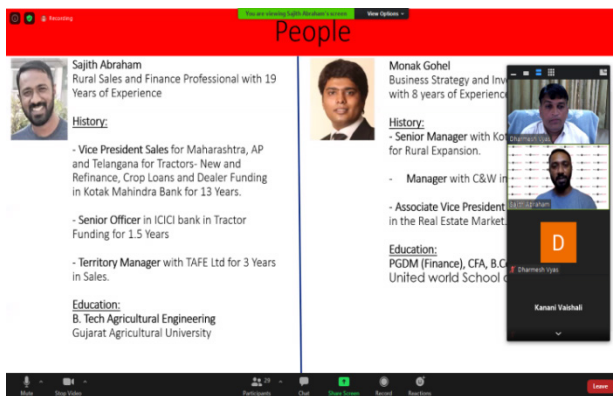 Recording
You are viewing Sajith Abraham's screen
View Options
People
Sajith Abraham
Rural Sales and Finance Professional with 19
Years of Experience
History:
- Vice President Sales for Maharashtra, AP
and Telangana for Tractors- New and
Refinance, Crop Loans and Dealer Funding
in Kotak Mahindra Bank for 13 Years.
- Senior Officer in ICICI bank in Tractor
Funding for 1.5 Years
- Territory Manager with TAFE Ltd for 3 Years
in Sales.
Education:
B. Tech Agricultural Engineering
Gujarat Agricultural University
Monak Gohel
Business Strategy and Inv
with 8 years of Experienc
History:
- Senior Manager with Kot
for Rural Expansion.
- Manager with C&W in
- Associate Vice President
in the Real Estate Market.
Education:
PGDM (Finance), CFA, B.Co
United world School o
Dharmesh Vyas
Sajith Abraham
D
Dharmesh Vyas
Kanani Vaishali
Mute
Stop Video
29
Participants
Chat
Share Screen
Record
Reactions
Leave